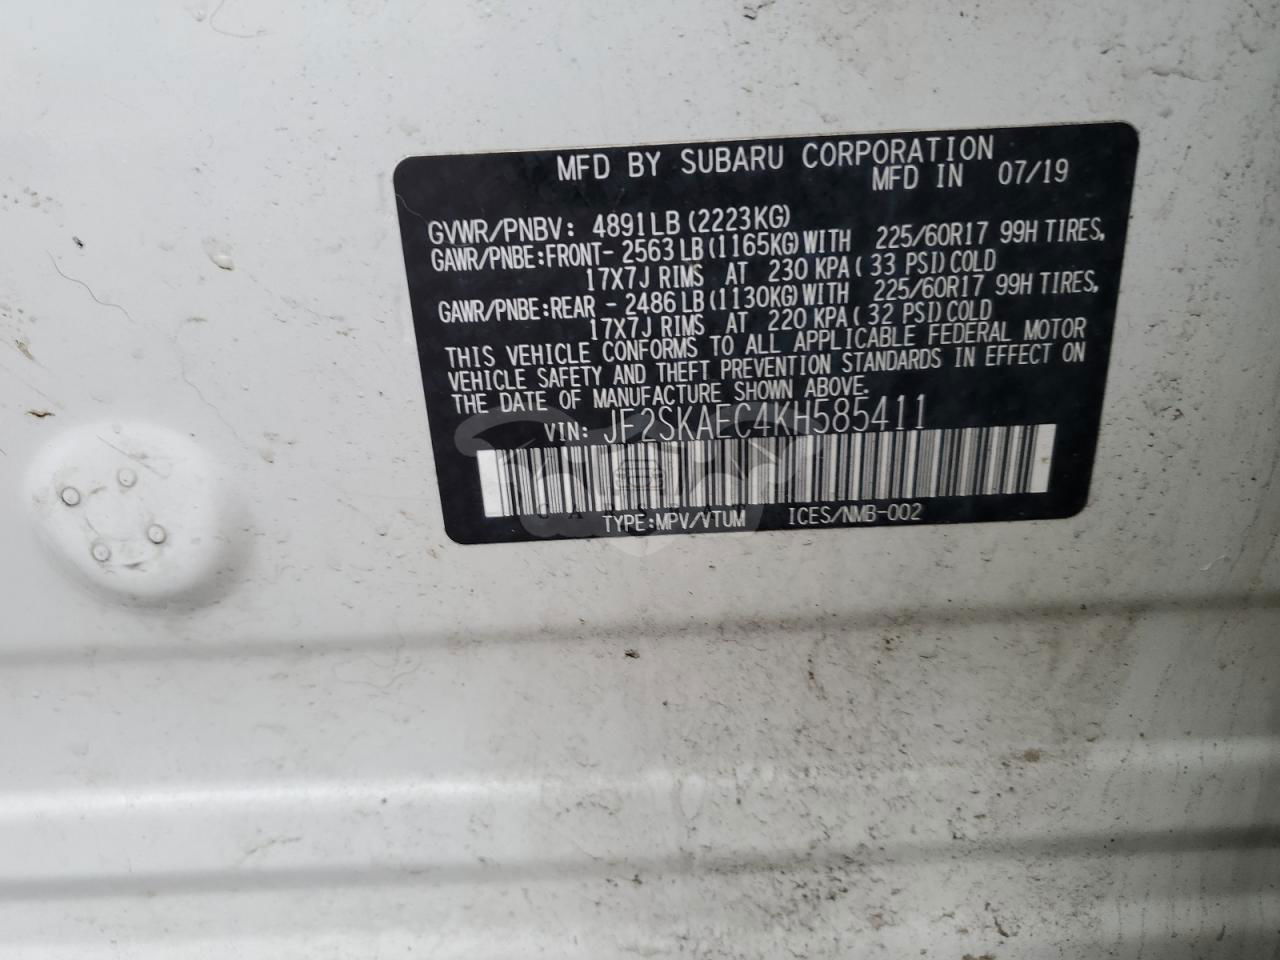 MFD BY SUBARU CORPORATION
MFD IN 07/19
GVWR/PNBV: 4891LB (2223KG)
GAWR/PNBE:FRONT- 2563 LB (1165KG) WITH 225/60R17 99H TIRES,
17X7J RIMS AT 230 KPA ( 33 PSI) COLD
GAWR/PNBE:REAR - 2486 LB (1130KG) WITH 225/60R17 99H TIRES,
17X7J RIMS AT 220 KPA ( 32 PSI) COLD
THIS VEHICLE CONFORMS TO ALL APPLICABLE FEDERAL MOTOR
VEHICLE SAFETY AND THEFT PREVENTION STANDARDS IN EFFECT ON
THE DATE OF MANUFACTURE SHOWN ABOVE.
VIN: JF2SKAEC4KH585411
TYPE:MPV/VTUM ICES/NMB-002